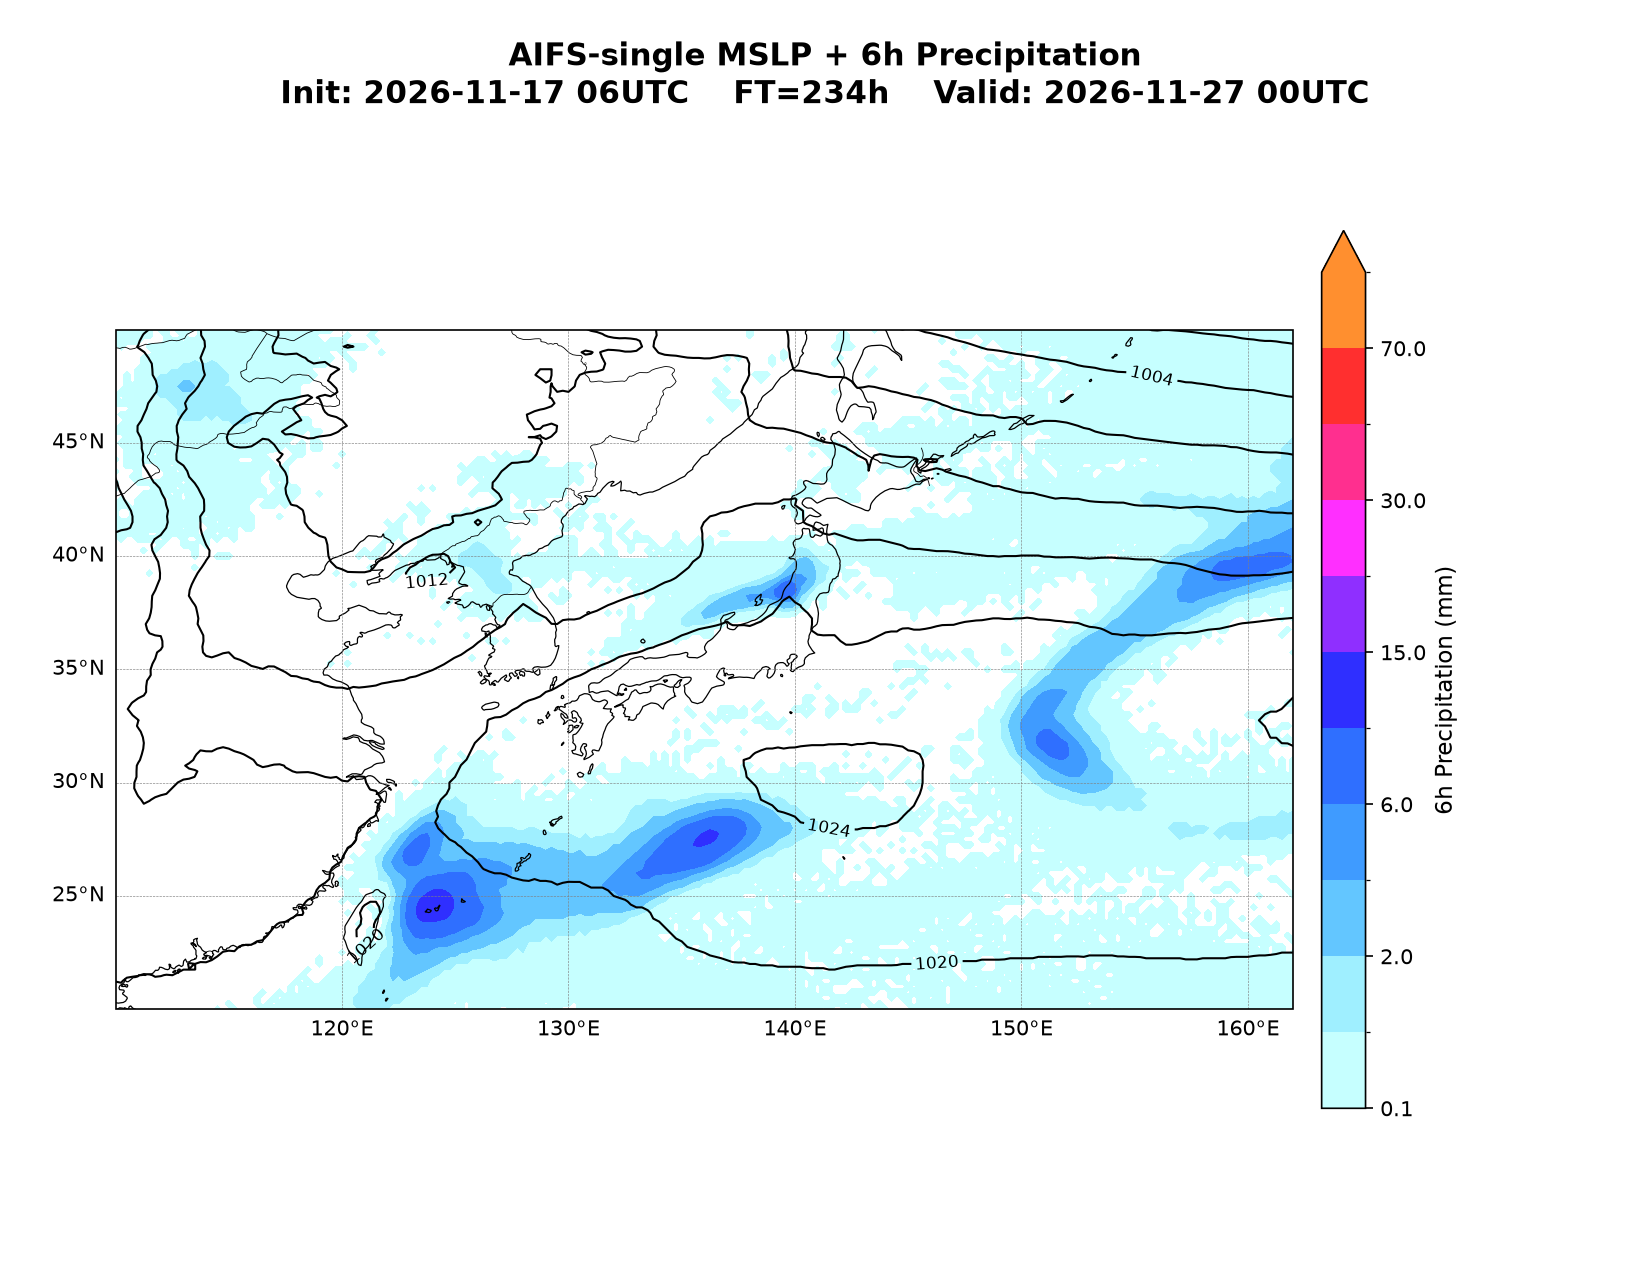 AIFS-single MSLP + 6h Precipitation
Init: 2026-11-17 06UTC    FT=234h    Valid: 2026-11-27 00UTC
70.0
1004
45°N
30.0
40°N
1012
35°N
15.0
6h Precipitation (mm)
30°N
6.0
1024
25°N
020
1020
2.0
120°E
130°E
140°E
150°E
160°E
0.1